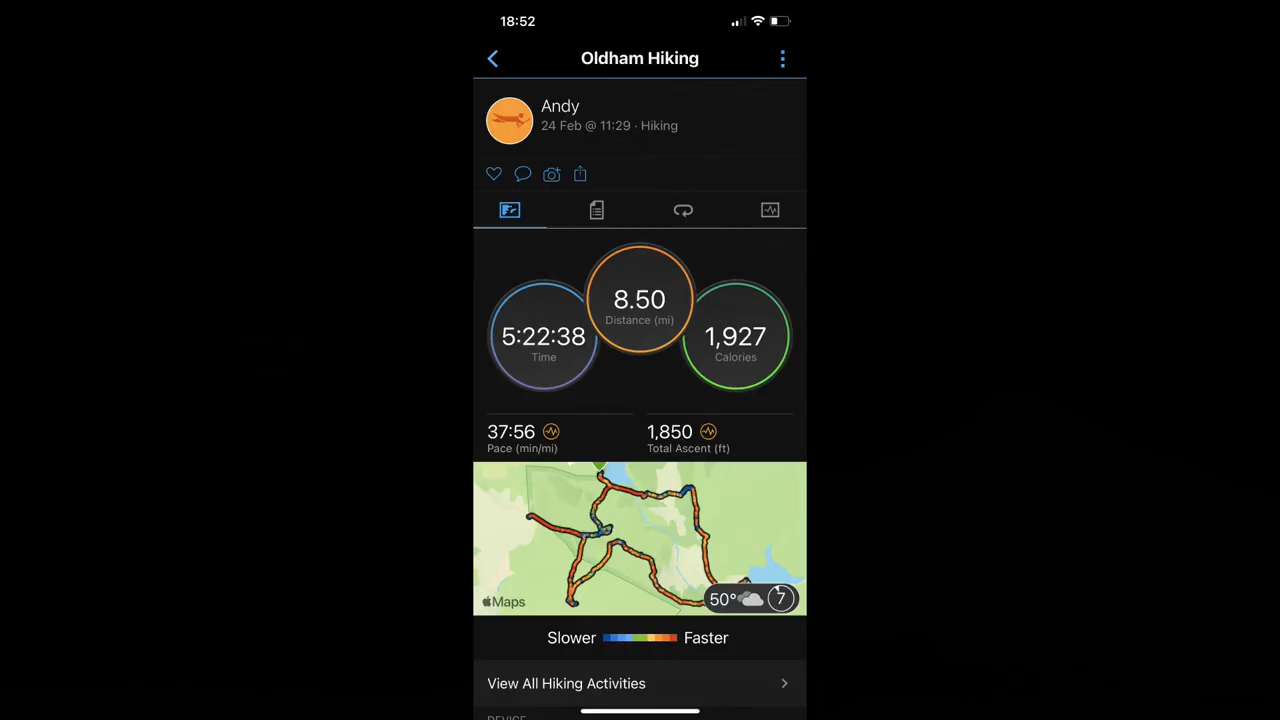 18:52
Oldham Hiking
Andy
24 Feb @ 11:29 · Hiking
8.50
Distance (mi)
5:22:38
Time
1,927
Calories
37:56
Pace (min/mi)
1,850
Total Ascent (ft)
Maps
50°
7
Slower
Faster
View All Hiking Activities
DEVICE